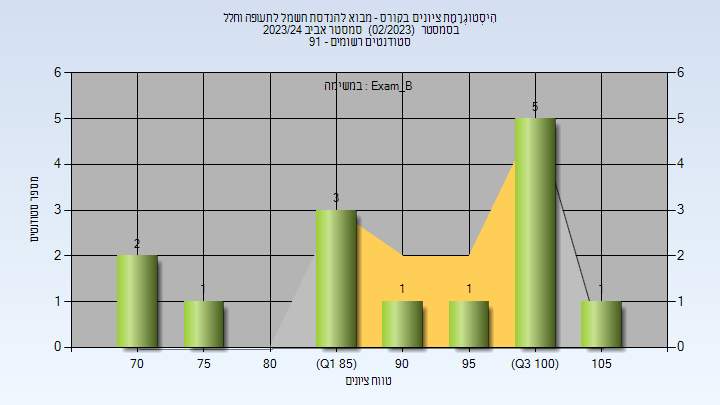 הִיסְטוֹגְרָמַת ציונים בקורס - מבוא להנדסת חשמל לתעופה וחלל
בסמסטר (02/2023) סמסטר אביב 2023/24
סטודנטים רשומים - 91
במשימה : Exam_B
מספר סטודנטים
6 6
5 5
4 4
3 3
2 2
1 1
0 0
2 1 3 1 1 5 1
70 75 80 (Q1 85) 90 95 (Q3 100) 105
טווח ציונים